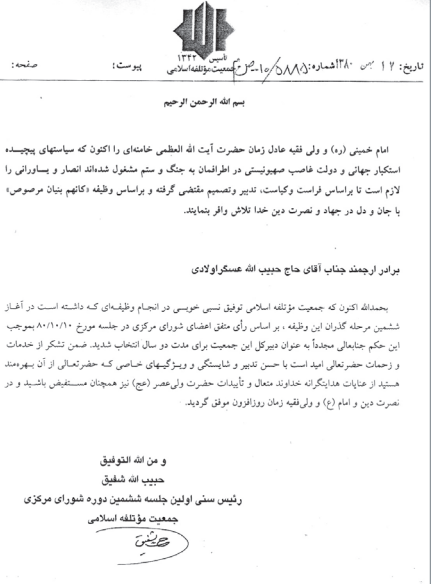 تاسیس ۱۳۴۲
جمعیت مؤتلفه اسلامی
تاریخ: ۱۲ بهمن ۱۳۸۰ شماره: پیوست: صفحه:
بسم الله الرحمن الرحیم
امام خمینی (ره) و ولی فقیه عادل زمان حضرت آیت الله العظمی خامنه‌ای را اکنون که سیاستهای پیچیده
استکبار جهانی و دولت غاصب صهیونیستی در اطرافمان به جنگ و ستم مشغول شده‌اند انصار و یساورانی را
لازم است تا براساس فراست وکیاست، تدبیر وتصمیم مقتضی گرفته و براساس وظیفه «کانهم بنیان مرصوص»
با جان و دل در جهاد و نصرت دین خدا تلاش وافر بنمایند.
برادر ارجمند جناب آقای حاج حبیب الله عسگراولادی
بحمدالله اکنون که جمعیت مؤتلفه اسلامی توفیق نسبی خویسی در انجام وظیفه‌ای که داشته است در آغاز
ششمین مرحله گذران این وظیفه ، بر اساس رأی متفق اعضای شورای مرکزی در جلسه مورخ ۸۰/۱۰/۱۰ بموجب
این حکم جنابعالی مجدداً به عنوان دبیرکل این جمعیت برای مدت دو سال انتخاب شدید. ضمن تشکر از خدمات
و زحمات حضرتعالی امید است با حسن تدبیر و شایستگی و ویژگیهای خاصی که حضرتعالی از آن بهره‌مند
هستید از عنایات هدایتگرانه خداوند متعال و تأییدات حضرت ولی‌عصر (عج) نیز همچنان مستفیض باشید و در
نصرت دین و امام (ع) و ولی‌فقیه زمان روزافزون موفق گردید.
و من الله التوفیق
حبیب الله شفیق
رئیس سنی اولین جلسه ششمین دوره شورای مرکزی
جمعیت مؤتلفه اسلامی